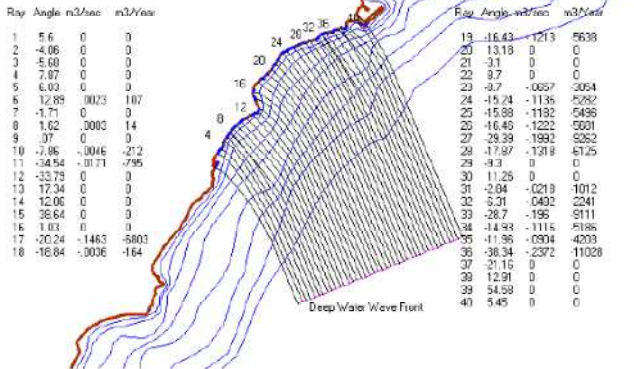 Ray Angle m3/sec m3/Year
1 5.6 0 0
2 -4.06 0 0
3 -5.68 0 0
4 7.87 0 0
5 6.03 0 0
6 12.89 .0023 107
7 -1.71 0 0
8 1.62 .0003 14
9 .07 0 0
10 -7.86 -.0046 -212
11 -34.54 -.0171 -795
12 -33.79 0 0
13 17.34 0 0
14 12.06 0 0
15 38.64 0 0
16 1.03 0 0
17 -20.24 -.1463 -6803
18 -18.84 -.0036 -164
4 8 12 16 20 24 28 32 36
Deep Water Wave Front
Ray Angle m3/sec m3/Year
19 -16.43 -.1213 -5638
20 13.18 0 0
21 -3.1 0 0
22 8.7 0 0
23 -8.7 -.0657 -3054
24 -15.24 -.1136 -5282
25 -15.88 -.1182 -5496
26 -16.46 -.1222 -5681
27 -29.39 -.1992 -9262
28 -17.87 -.1318 -6125
29 -9.3 0 0
30 11.26 0 0
31 -2.84 -.0218 -1012
32 -6.31 -.0482 2241
33 -28.7 -.196 -9111
34 -14.93 -.1116 -5186
35 -11.96 -.0904 -4203
36 -38.34 -.2372 -11028
37 -21.16 0 0
38 12.91 0 0
39 54.58 0 0
40 5.45 0 0